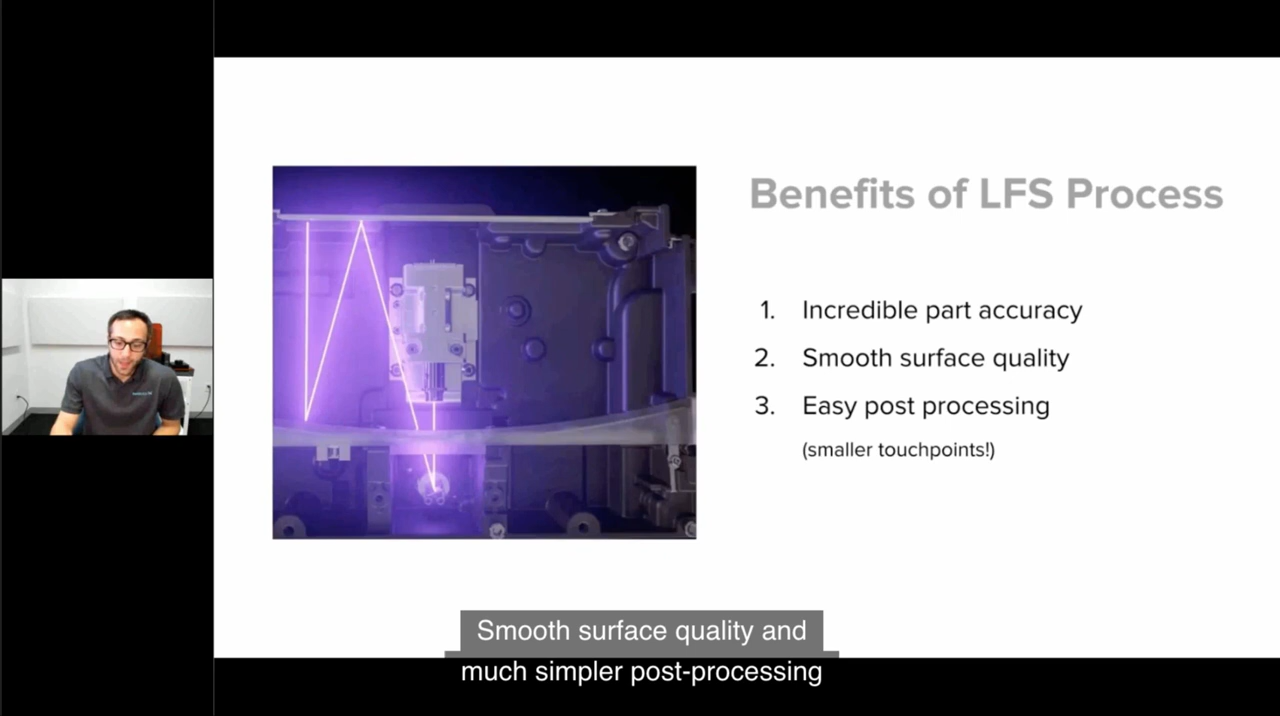 Benefits of LFS Process
1. Incredible part accuracy
2. Smooth surface quality
3. Easy post processing
(smaller touchpoints!)
Smooth surface quality and
much simpler post-processing